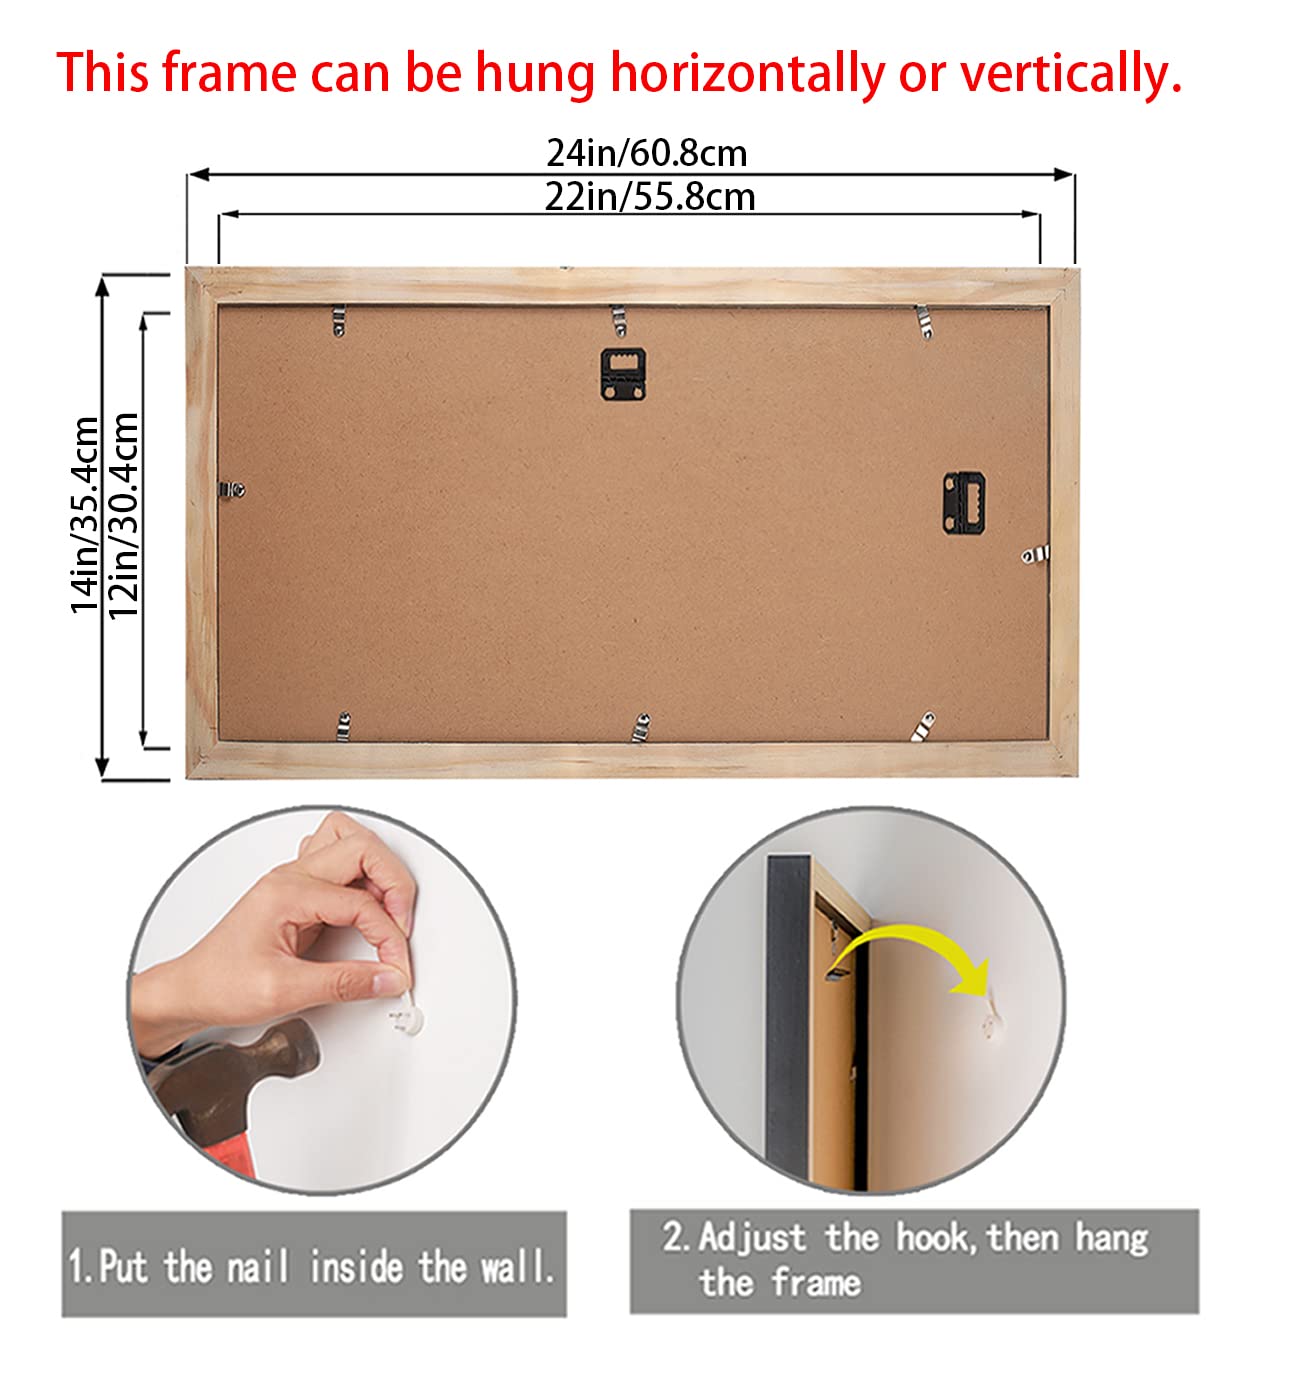 This frame can be hung horizontally or vertically.
24in/60.8cm
22in/55.8cm
14in/35.4cm
12in/30.4cm
1.Put the nail inside the wall.
2.Adjust the hook,then hang
the frame